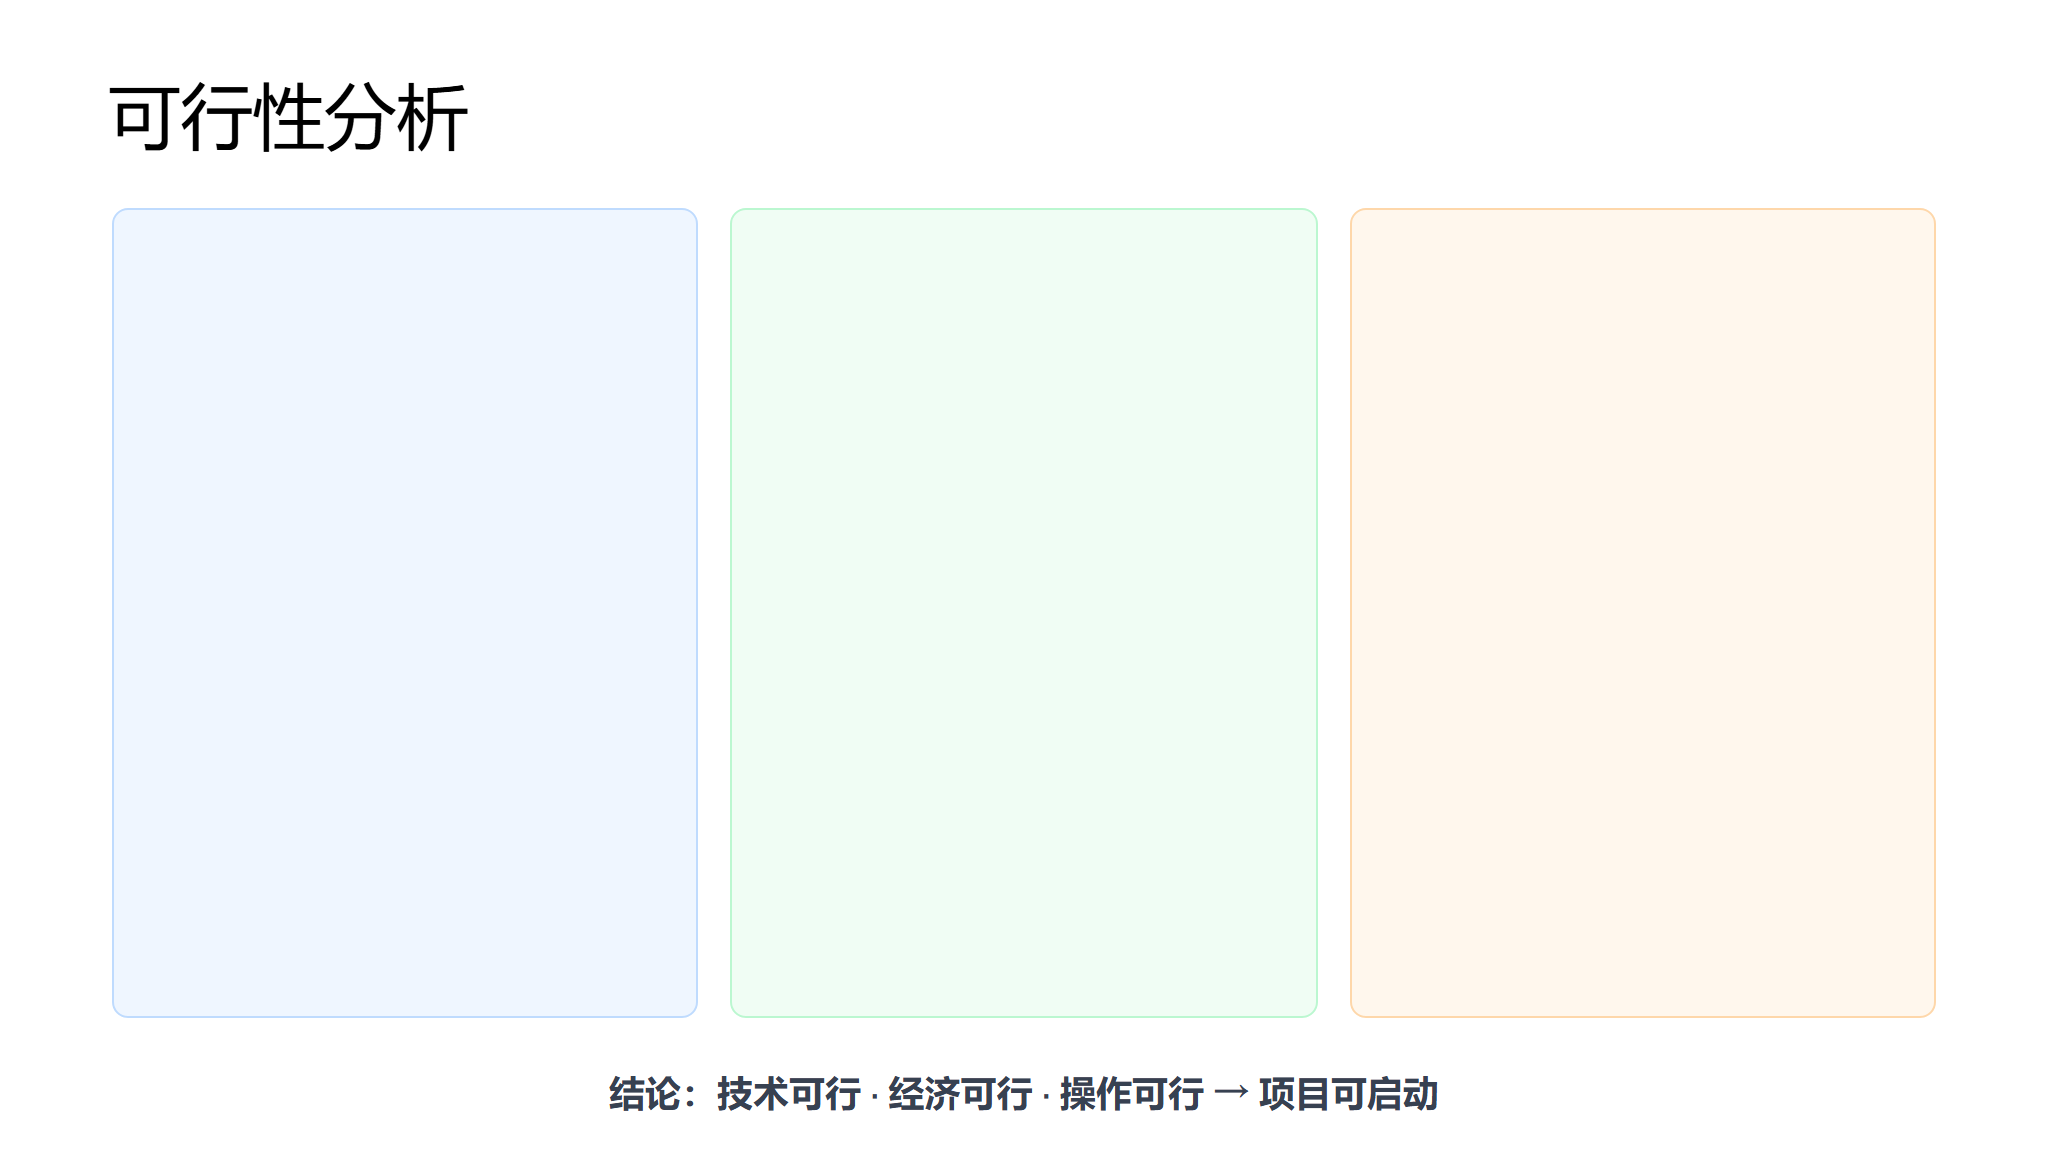 可行性分析
结论：技术可行 · 经济可行 · 操作可行 → 项目可启动